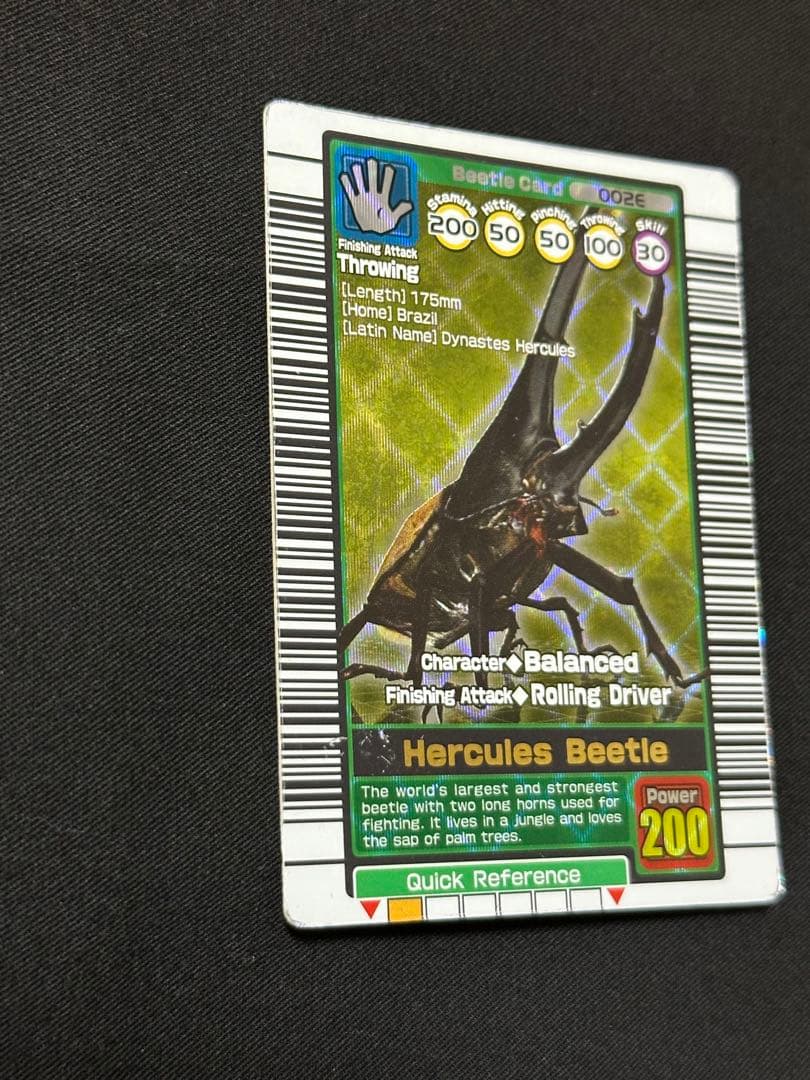 Beetle Card 002E
Stamina 200 Hitting 50 Pinching 50 Throwing 100 Skill 30
Finishing Attack
Throwing
[Length] 175mm
[Home] Brazil
[Latin Name] Dynastes Hercules
Character◆Balanced
Finishing Attack◆Rolling Driver
Hercules Beetle
The world's largest and strongest
beetle with two long horns used for
fighting. It lives in a jungle and loves
the sap of palm trees.
Power
200
Quick Reference